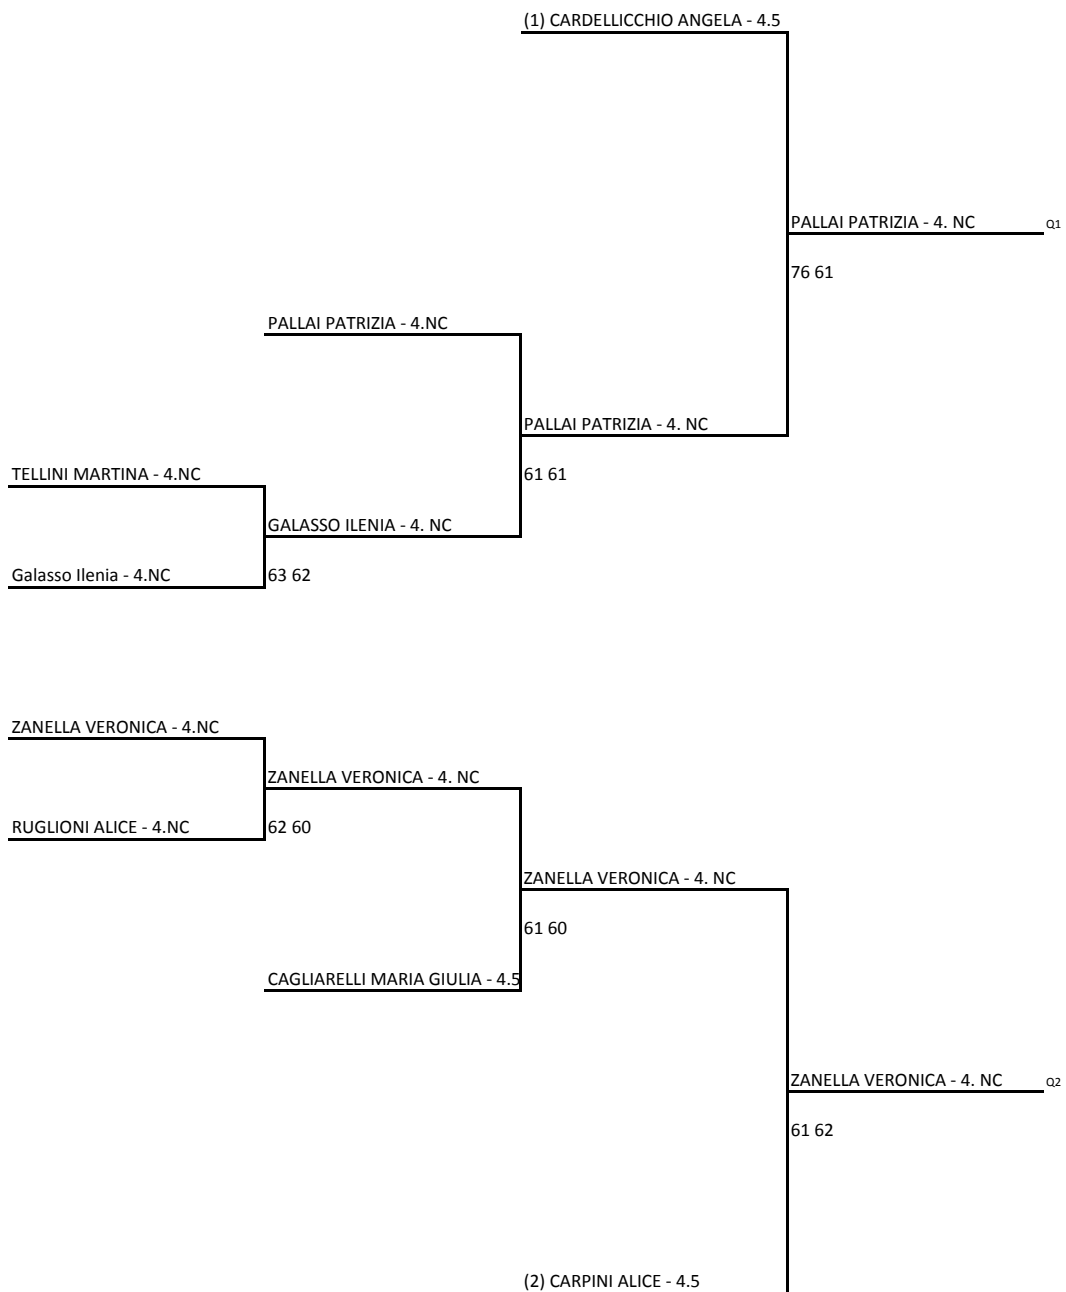 (1) CARDELLICCHIO ANGELA - 4.5
PALLAI PATRIZIA - 4. NC Q1
76 61
PALLAI PATRIZIA - 4.NC
PALLAI PATRIZIA - 4. NC
TELLINI MARTINA - 4.NC
61 61
GALASSO ILENIA - 4. NC
Galasso Ilenia - 4.NC
63 62
ZANELLA VERONICA - 4.NC
ZANELLA VERONICA - 4. NC
RUGLIONI ALICE - 4.NC
62 60
ZANELLA VERONICA - 4. NC
61 60
CAGLIARELLI MARIA GIULIA - 4.5
ZANELLA VERONICA - 4. NC Q2
61 62
(2) CARPINI ALICE - 4.5